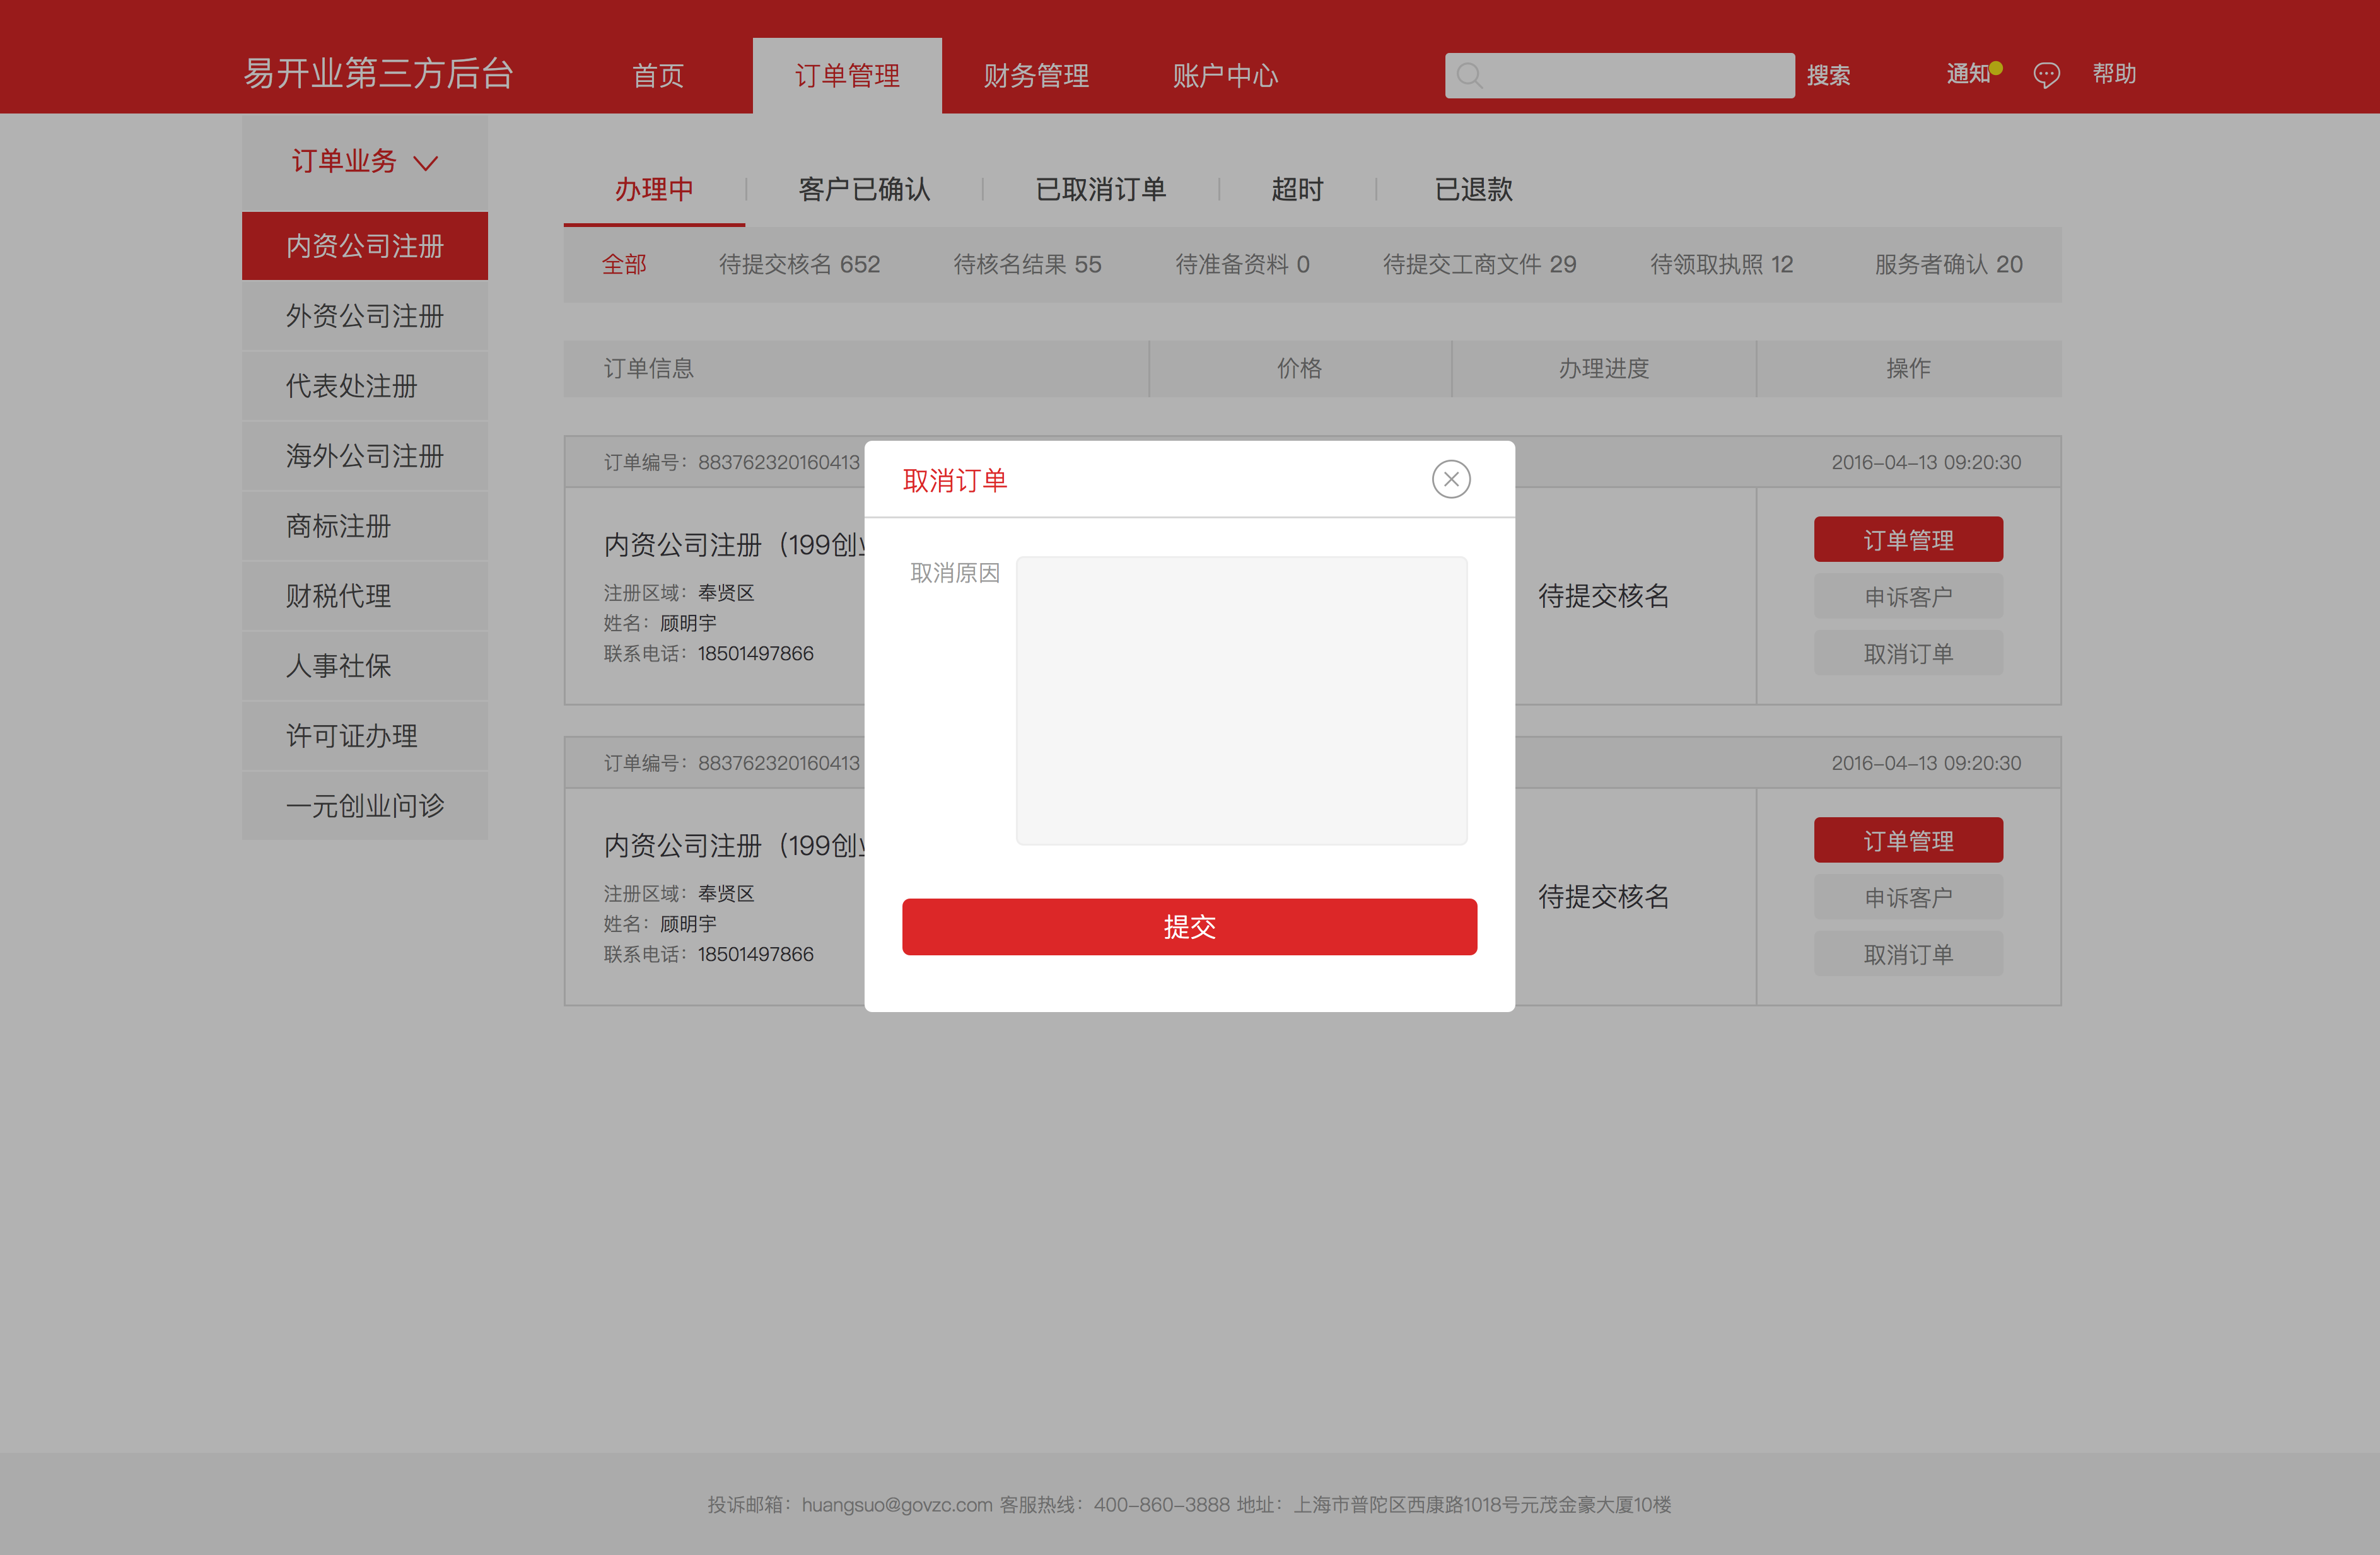 易开业第三方后台 首页 订单管理 财务管理 账户中心 搜索 通知 帮助
订单业务
内资公司注册
外资公司注册
代表处注册
海外公司注册
商标注册
财税代理
人事社保
许可证办理
一元创业问诊
办理中 客户已确认 已取消订单 超时 已退款
全部 待提交核名 652 待核名结果 55 待准备资料 0 待提交工商文件 29 待领取执照 12 服务者确认 20
订单信息 价格 办理进度 操作
订单编号：883762320160413 2016-04-13 09:20:30
内资公司注册（199创业
注册区域：奉贤区
姓名：顾明宇
联系电话：18501497866
待提交核名
订单管理
申诉客户
取消订单
订单编号：883762320160413 2016-04-13 09:20:30
内资公司注册（199创业
注册区域：奉贤区
姓名：顾明宇
联系电话：18501497866
待提交核名
订单管理
申诉客户
取消订单
取消订单
取消原因
提交
投诉邮箱：huangsuo@govzc.com 客服热线：400-860-3888 地址：上海市普陀区西康路1018号元茂金豪大厦10楼